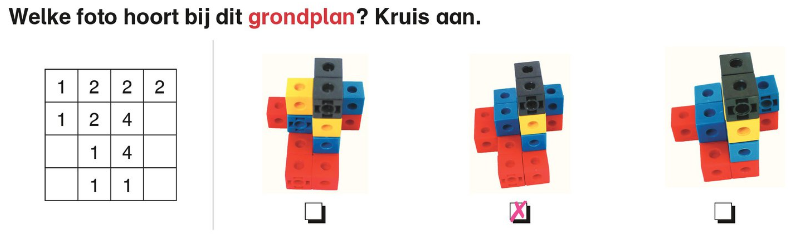 Welke foto hoort bij dit grondplan? Kruis aan.
1 2 2 2
1 2 4
1 4
1 1
X